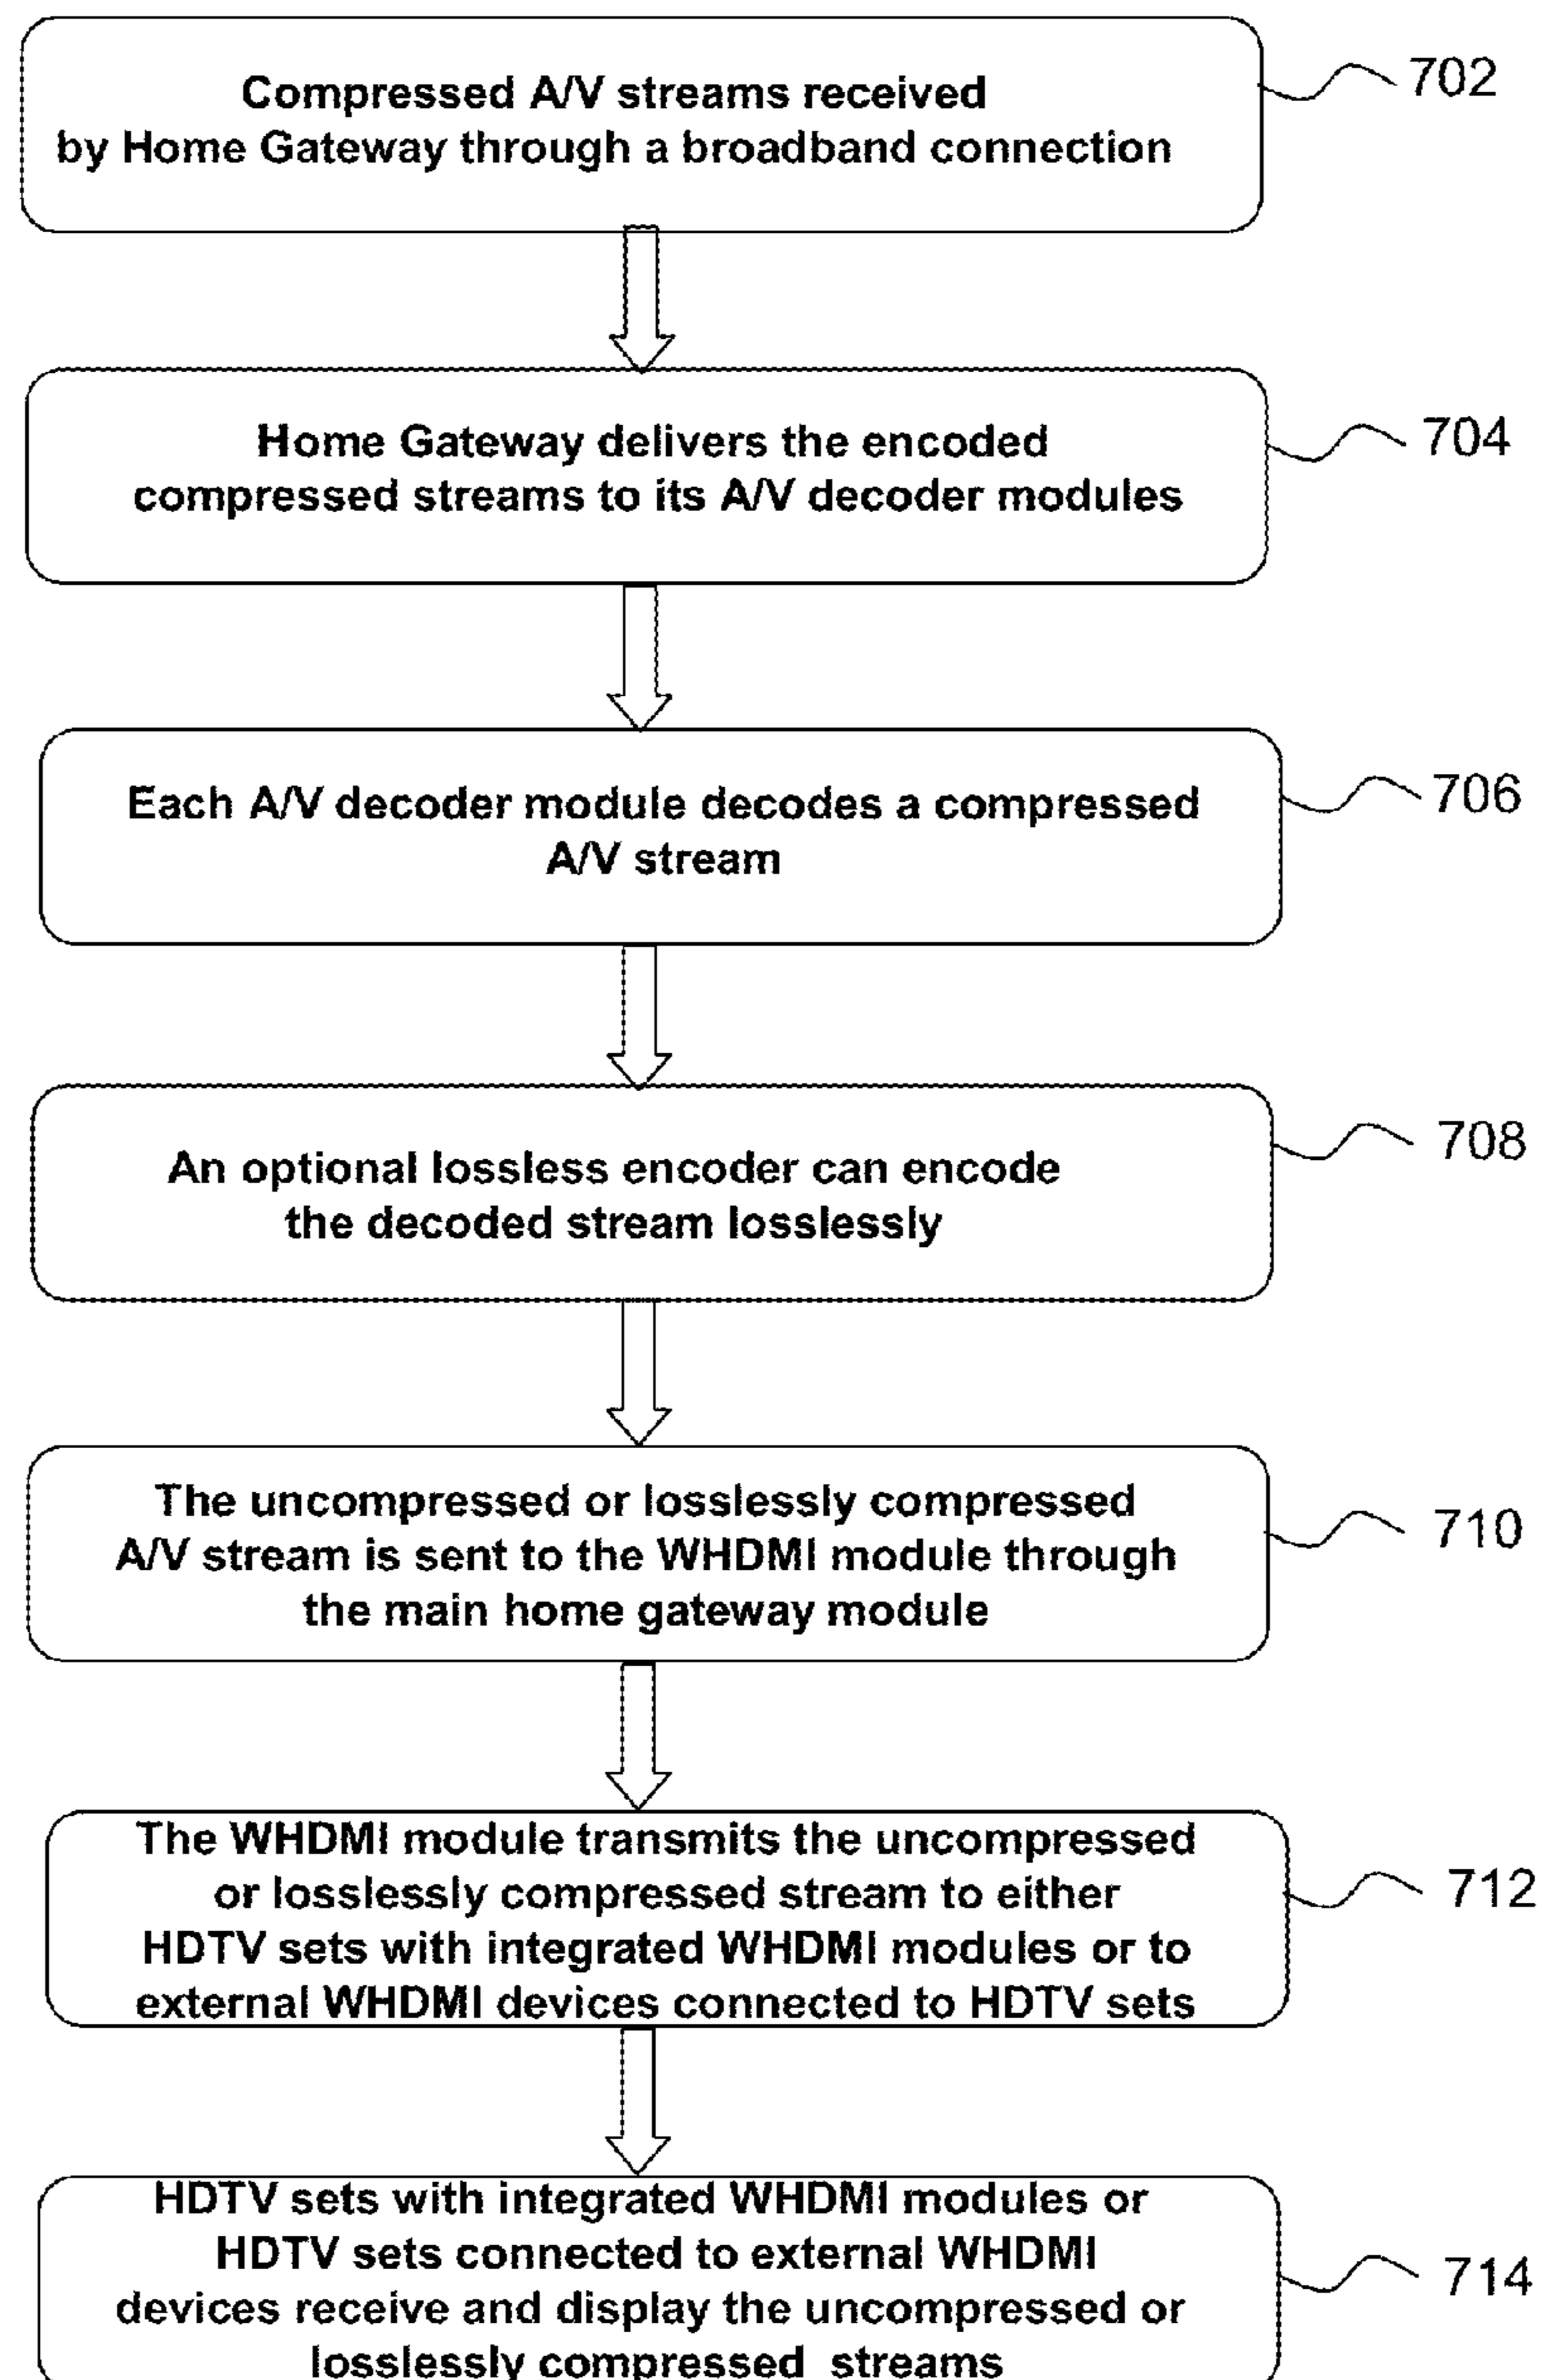 Compressed A/V streams received
by Home Gateway through a broadband connection
702
Home Gateway delivers the encoded
compressed streams to its A/V decoder modules
704
Each A/V decoder module decodes a compressed
A/V stream
706
An optional lossless encoder can encode
the decoded stream losslessly
708
The uncompressed or losslessly compressed
A/V stream is sent to the WHDMI module through
the main home gateway module
710
The WHDMI module transmits the uncompressed
or losslessly compressed stream to either
HDTV sets with integrated WHDMI modules or to
external WHDMI devices connected to HDTV sets
712
HDTV sets with integrated WHDMI modules or
HDTV sets connected to external WHDMI
devices receive and display the uncompressed or
losslessly compressed streams
714